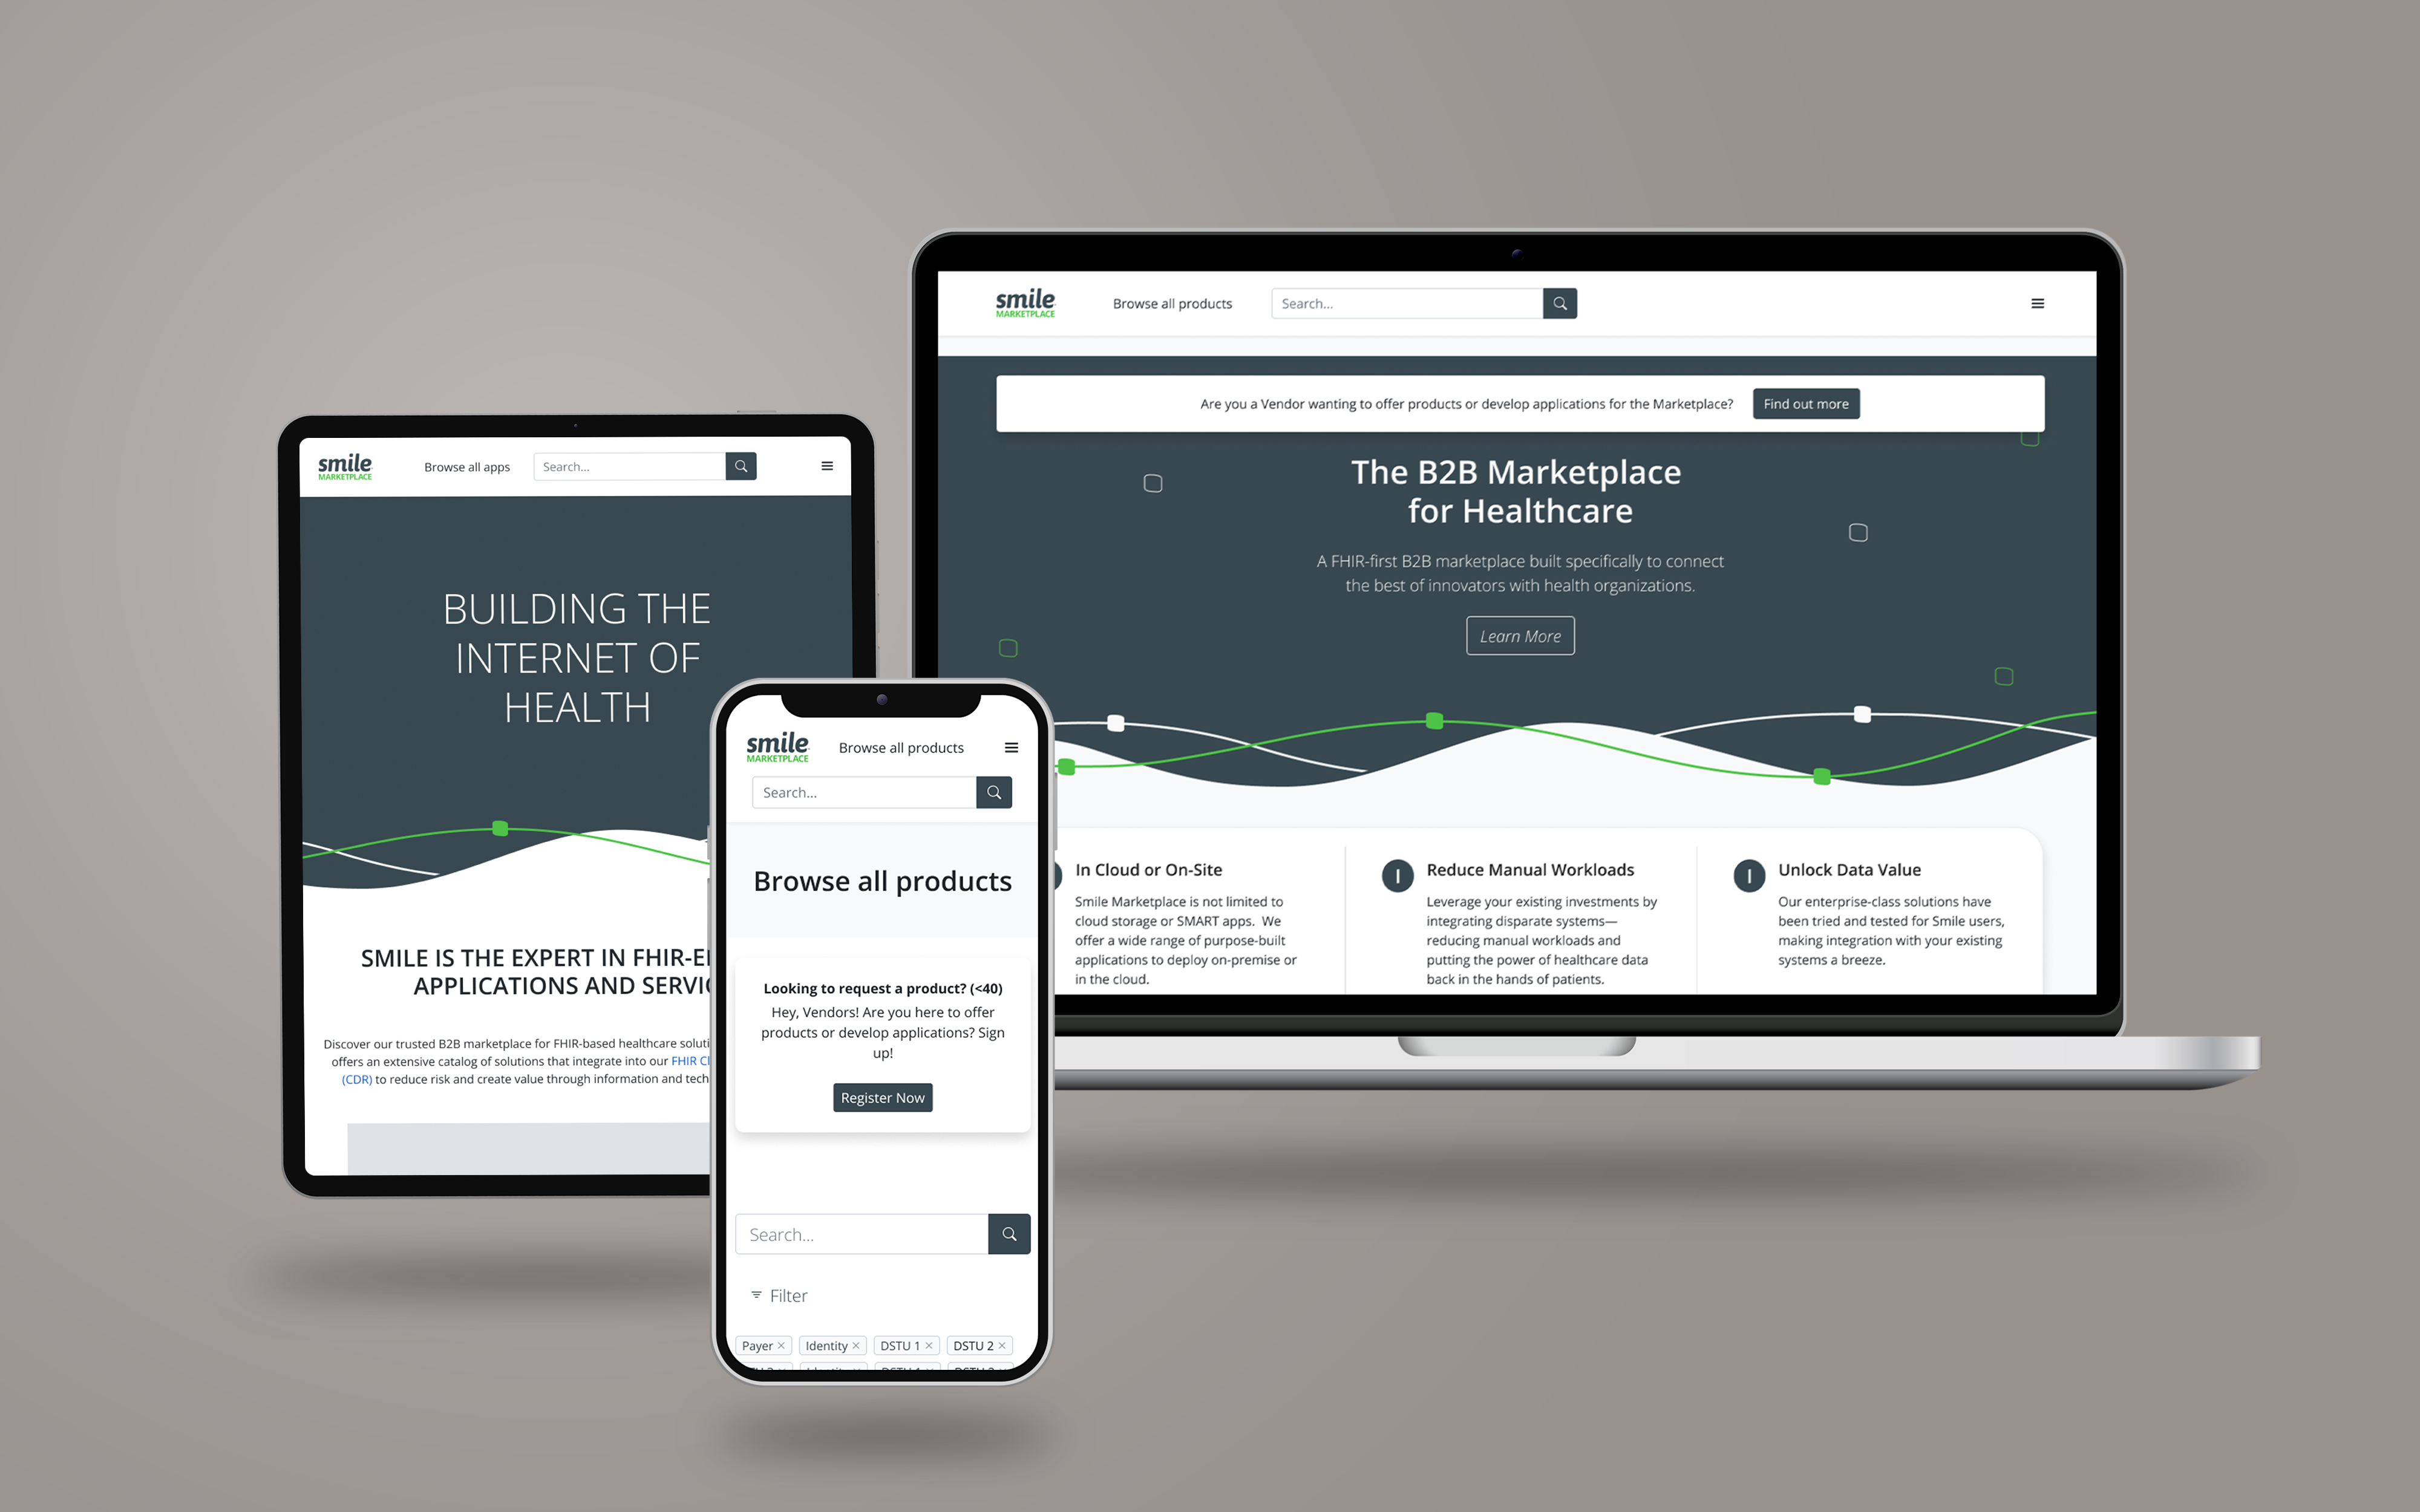 smile
MARKETPLACE
Browse all apps
Search...
BUILDING THE
INTERNET OF
HEALTH
SMILE IS THE EXPERT IN
APPLICATIONS AND
Discover our trusted B2B marketplace for FHIR-based healthcare
offers an extensive catalog of solutions that integrate into our FHIR
(CDR) to reduce risk and create value through information and
smile
MARKETPLACE
Browse all products
Search...
Browse all products
Looking to request a product? (<40)
Hey, Vendors! Are you here to offer
products or develop applications? Sign
up!
Register Now
Search...
Filter
Payer × Identity × DSTU 1 × DSTU 2 ×
smile
MARKETPLACE
Browse all products
Search...
Are you a Vendor wanting to offer products or develop applications for the Marketplace?
Find out more
The B2B Marketplace
for Healthcare
A FHIR-first B2B marketplace built specifically to connect
the best of innovators with health organizations.
Learn More
In Cloud or On-Site
Smile Marketplace is not limited to
cloud storage or SMART apps. We
offer a wide range of purpose-built
applications to deploy on-premise or
in the cloud.
I
Reduce Manual Workloads
Leverage your existing investments by
integrating disparate systems—
reducing manual workloads and
putting the power of healthcare data
back in the hands of patients.
I
Unlock Data Value
Our enterprise-class solutions have
been tried and tested for Smile users,
making integration with your existing
systems a breeze.